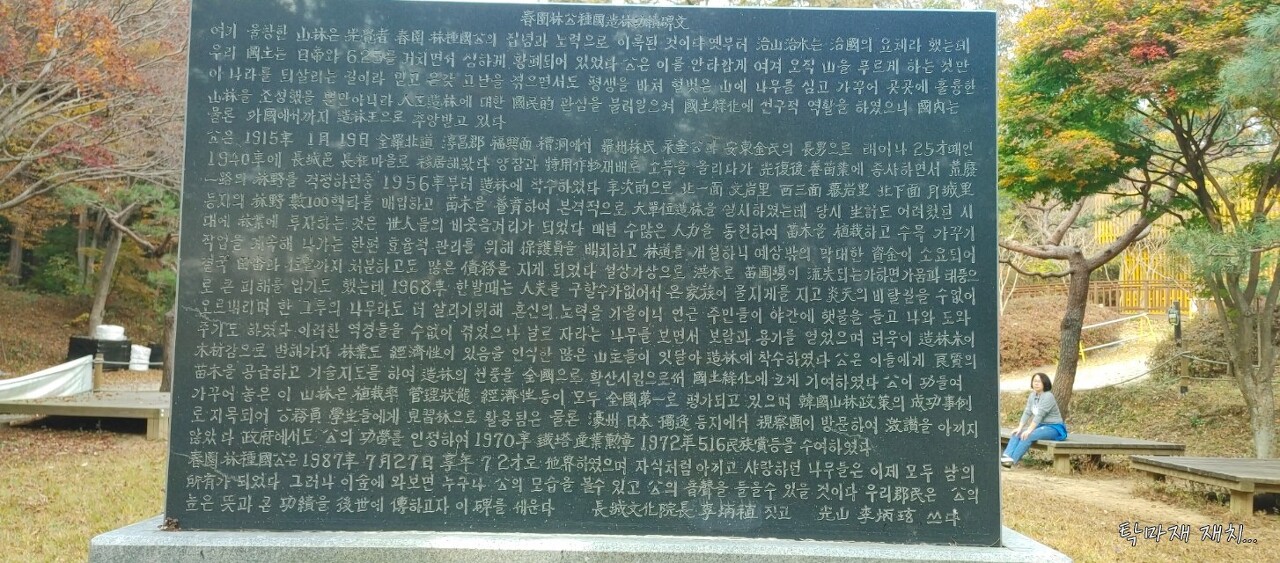 春園林公種國造林功績碑文
여기 울창한 山林은 先覺者 春園 林種國公의 집념과 노력으로 이룩된 것이다 옛부터 治山治水는 治國의 요체라 했는데
우리 國土는 日帝와 6.25를 거치면서 심하게 황폐되어 있었다 公은 이를 안타깝게 여겨 오직 山을 푸르게 하는 것만
이 나라를 되살리는 길이라 믿고 온갖 고난을 겪으면서도 평생을 바쳐 헐벗은 山에 나무를 심고 가꾸어 곳곳에 울창한
山林을 조성했을 뿐만아니라 人工造林에 대한 國民的 관심을 불러일으켜 國土綠化에 선구적 역할을 하였으니 國內는
물론 外國에서까지 造林王으로 추앙받고 있다
公은 1915年 1月 19日 全羅北道 淳昌郡 福興面 에서 林氏 公과 安東金氏의 長男으로 태어나 25才때인
1940年에 長城邑 長在마을로 移居해왔다 양잠과 特用作物재배로 소득을 올리다가 光復後 養苗業에 종사하면서 荒廢
一路의 林野를 걱정하던중 1956年부터 造林에 착수하였다 次的으로 北一面 文岩里 西三面 里 北下面 月城里
등지의 林野 數100헥타를 매입하고 苗木을 養育하여 본격적으로 大單位造林을 실시하였는데 당시 生計도 어려웠던 시
대에 林業에 투자하는 것은 世人들의 비웃음거리가 되었다 매년 수많은 人力을 동원하여 苗木을 植栽하고 수목 가꾸기
작업을 계속해 나가는 한편 효율적 관리를 위해 保護員을 배치하고 林道를 개설하니 예상밖의 막대한 資金이 소요되어
결국 까지 처분하고도 많은 債務를 지게 되었다 설상가상으로 洪水로 苗圃場이 流失되는가하면 가뭄과 태풍으
로 큰 피해를 입기도 했는데 1968年 한발때는 人夫를 구할수가없어서 온家族이 물지게를 지고 炎天의 비탈길을 수없이
오르내리며 한 그루의 나무라도 더 살리기위해 혼신의 노력을 기울이니 인근 주민들이 야간에 횃불을 들고 나와 도와
주기도 하였다 이러한 역경들을 수없이 겪었으나 날로 자라는 나무를 보면서 보람과 용기를 얻었으며 더욱이 造林木이
木材감으로 변해가자 林業도 經濟性이 있음을 인식한 많은 山主들이 잇달아 造林에 착수하였다 公은 이들에게 良質의
苗木을 공급하고 기술지도를 하여 造林의 선풍을 全國으로 확산시킴으로써 國土綠化에 크게 기여하였다 公이 功들여
가꾸어 놓은 이 山林은 植栽率 管理狀態 經濟性등이 모두 全國第一로 평가되고 있으며 韓國山林政策의 成功事例
로 지목되어 公務員 學生들에게 見習林으로 활용됨은 물론 濠洲 日本 獨逸 등지에서 視察團이 방문하여 激讚을 아끼지
않았다 政府에서도 公의 功勞를 인정하여 1970年 鐵塔產業勳章 1972年 516民族賞등을 수여하였다
春園 林種國公은 1987年 7月27日 享年 72才로 他界하였으며 자식처럼 아끼고 사랑하던 나무들은 이제 모두 남의
所有가 되었다 그러나 이숲에 와보면 누구나 公의 모습을 볼수 있고 公의 音聲을 들을수 있을 것이다 우리郡民은 公의
높은 뜻과 큰 功績을 後世에 傳하고자 이 碑를 세운다 長城文化院長 李炳植 짓고 光山 李炳玹 쓰다
탁마재 재치...